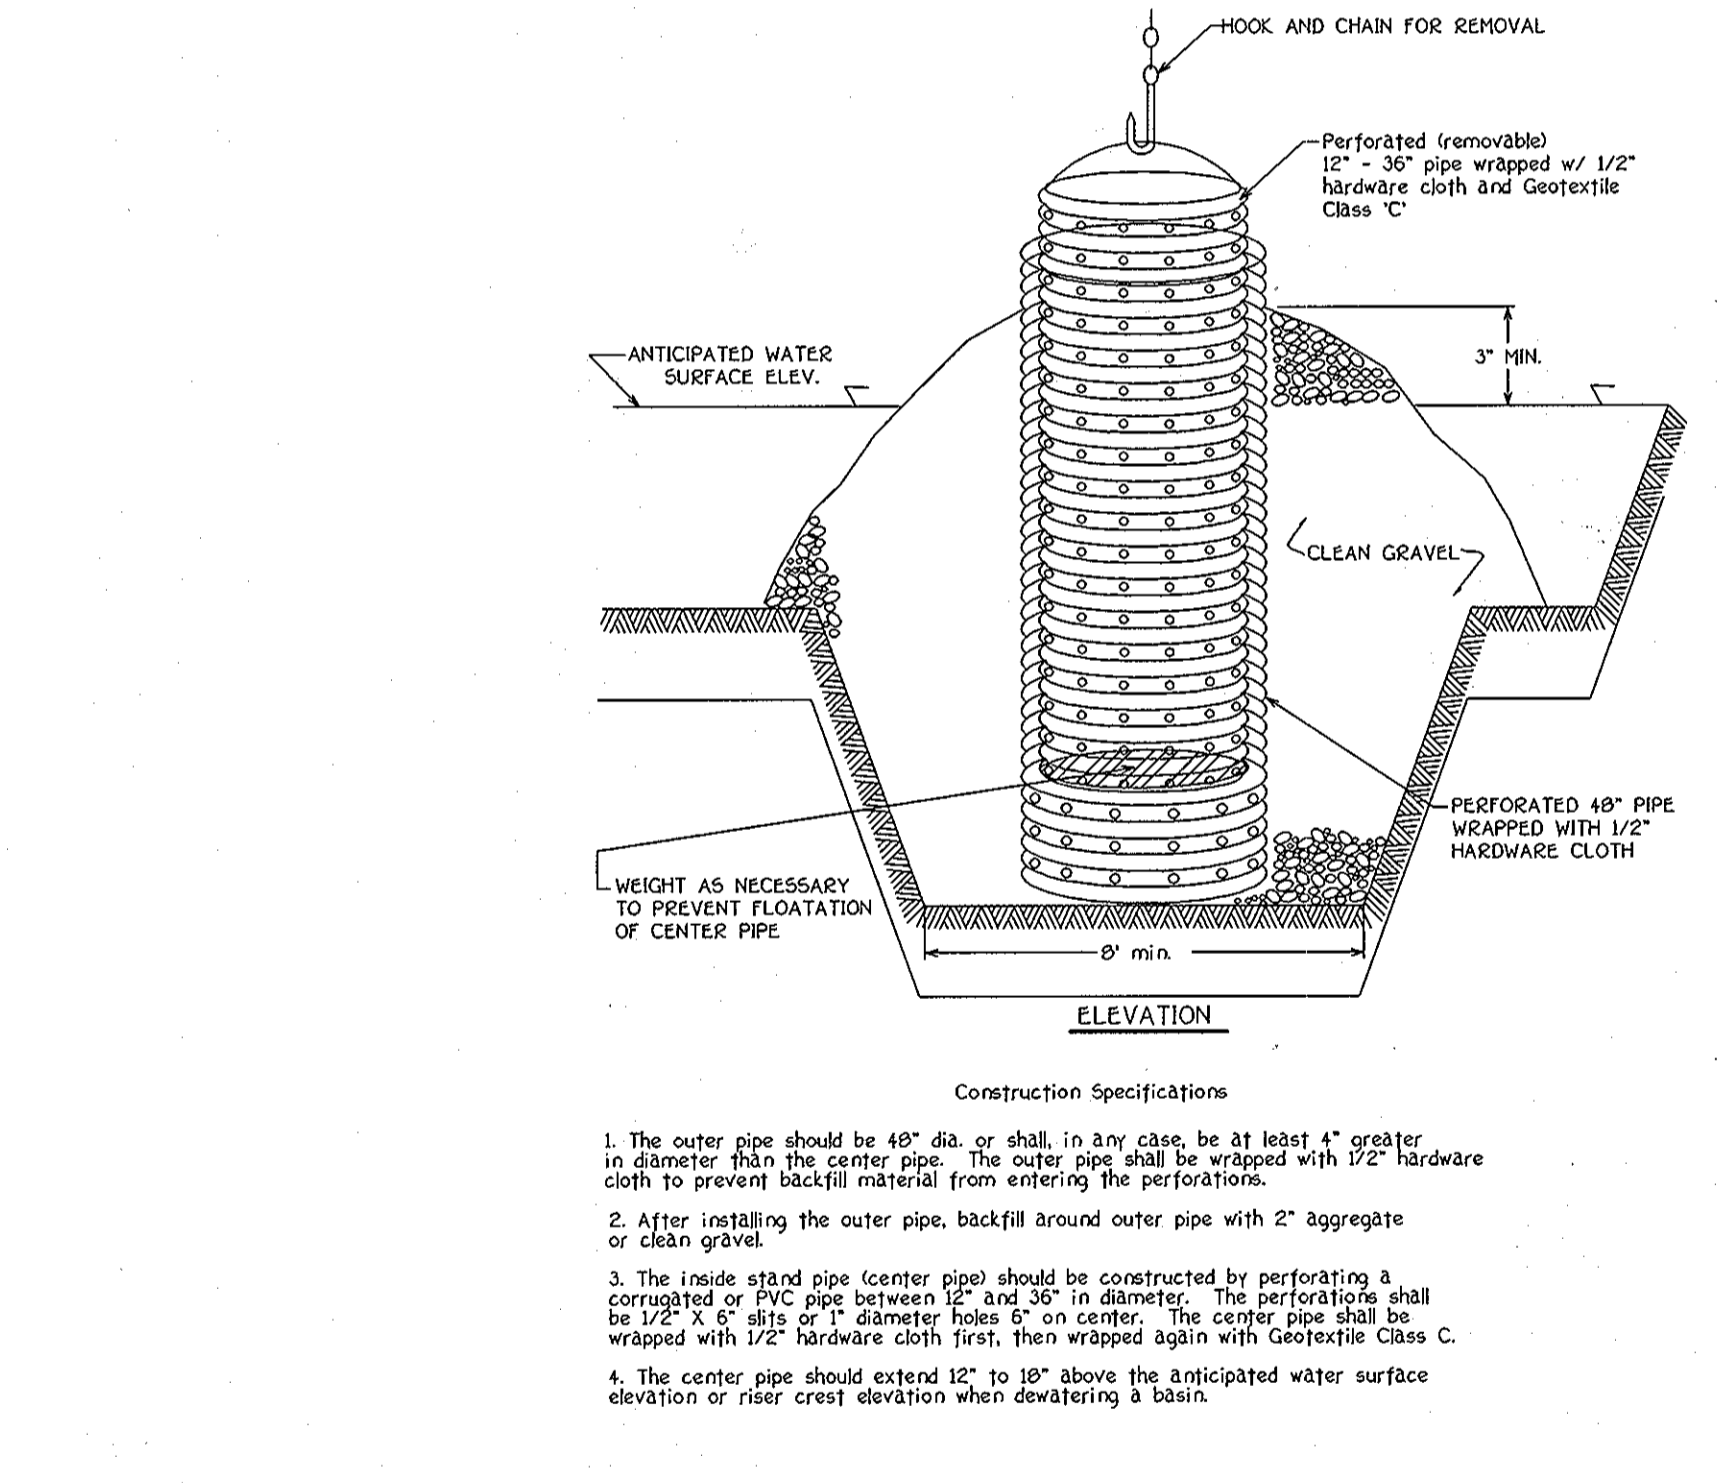 HOOK AND CHAIN FOR REMOVAL
Perforated (removable)
12" - 36" pipe wrapped w/ 1/2"
hardware cloth and Geotextile
Class 'C'
ANTICIPATED WATER
SURFACE ELEV.
3" MIN.
CLEAN GRAVEL
PERFORATED 48" PIPE
WRAPPED WITH 1/2"
HARDWARE CLOTH
WEIGHT AS NECESSARY
TO PREVENT FLOATATION
OF CENTER PIPE
8' min.
ELEVATION
Construction Specifications
1. The outer pipe should be 48" dia. or shall, in any case, be at least 4" greater
in diameter than the center pipe. The outer pipe shall be wrapped with 1/2" hardware
cloth to prevent backfill material from entering the perforations.
2. After installing the outer pipe, backfill around outer pipe with 2" aggregate
or clean gravel.
3. The inside stand pipe (center pipe) should be constructed by perforating a
corrugated or PVC pipe between 12" and 36" in diameter. The perforations shall
be 1/2" X 6" slits or 1" diameter holes 6" on center. The center pipe shall be
wrapped with 1/2" hardware cloth first, then wrapped again with Geotextile Class C.
4. The center pipe should extend 12" to 18" above the anticipated water surface
elevation or riser crest elevation when dewatering a basin.